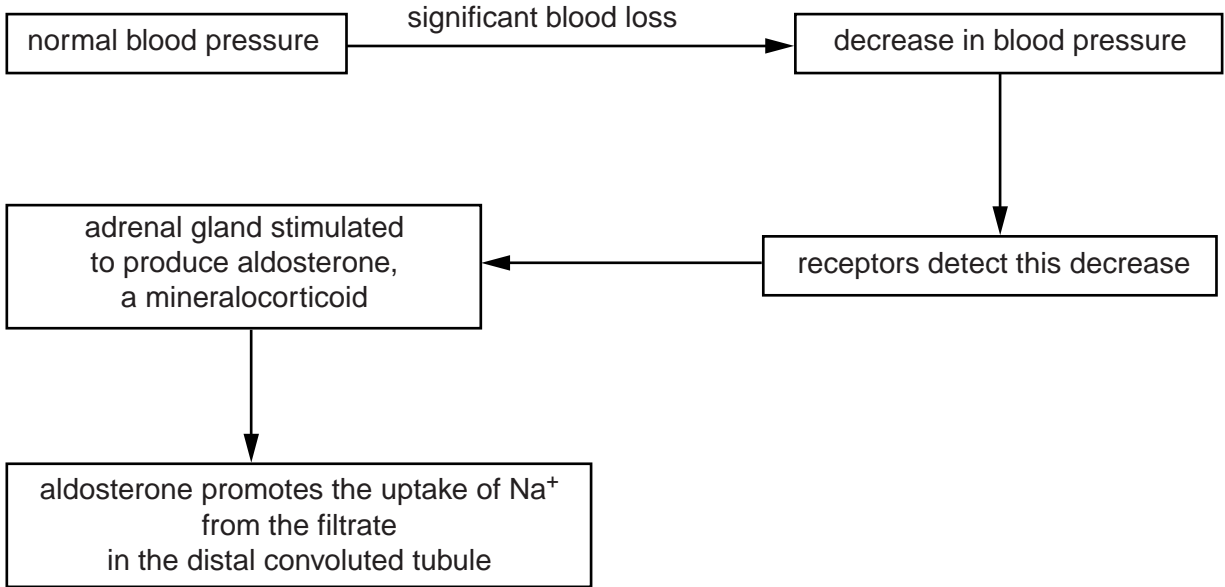 normal blood pressure
significant blood loss
decrease in blood pressure
receptors detect this decrease
adrenal gland stimulated
to produce aldosterone,
a mineralocorticoid
aldosterone promotes the uptake of Na⁺
from the filtrate
in the distal convoluted tubule